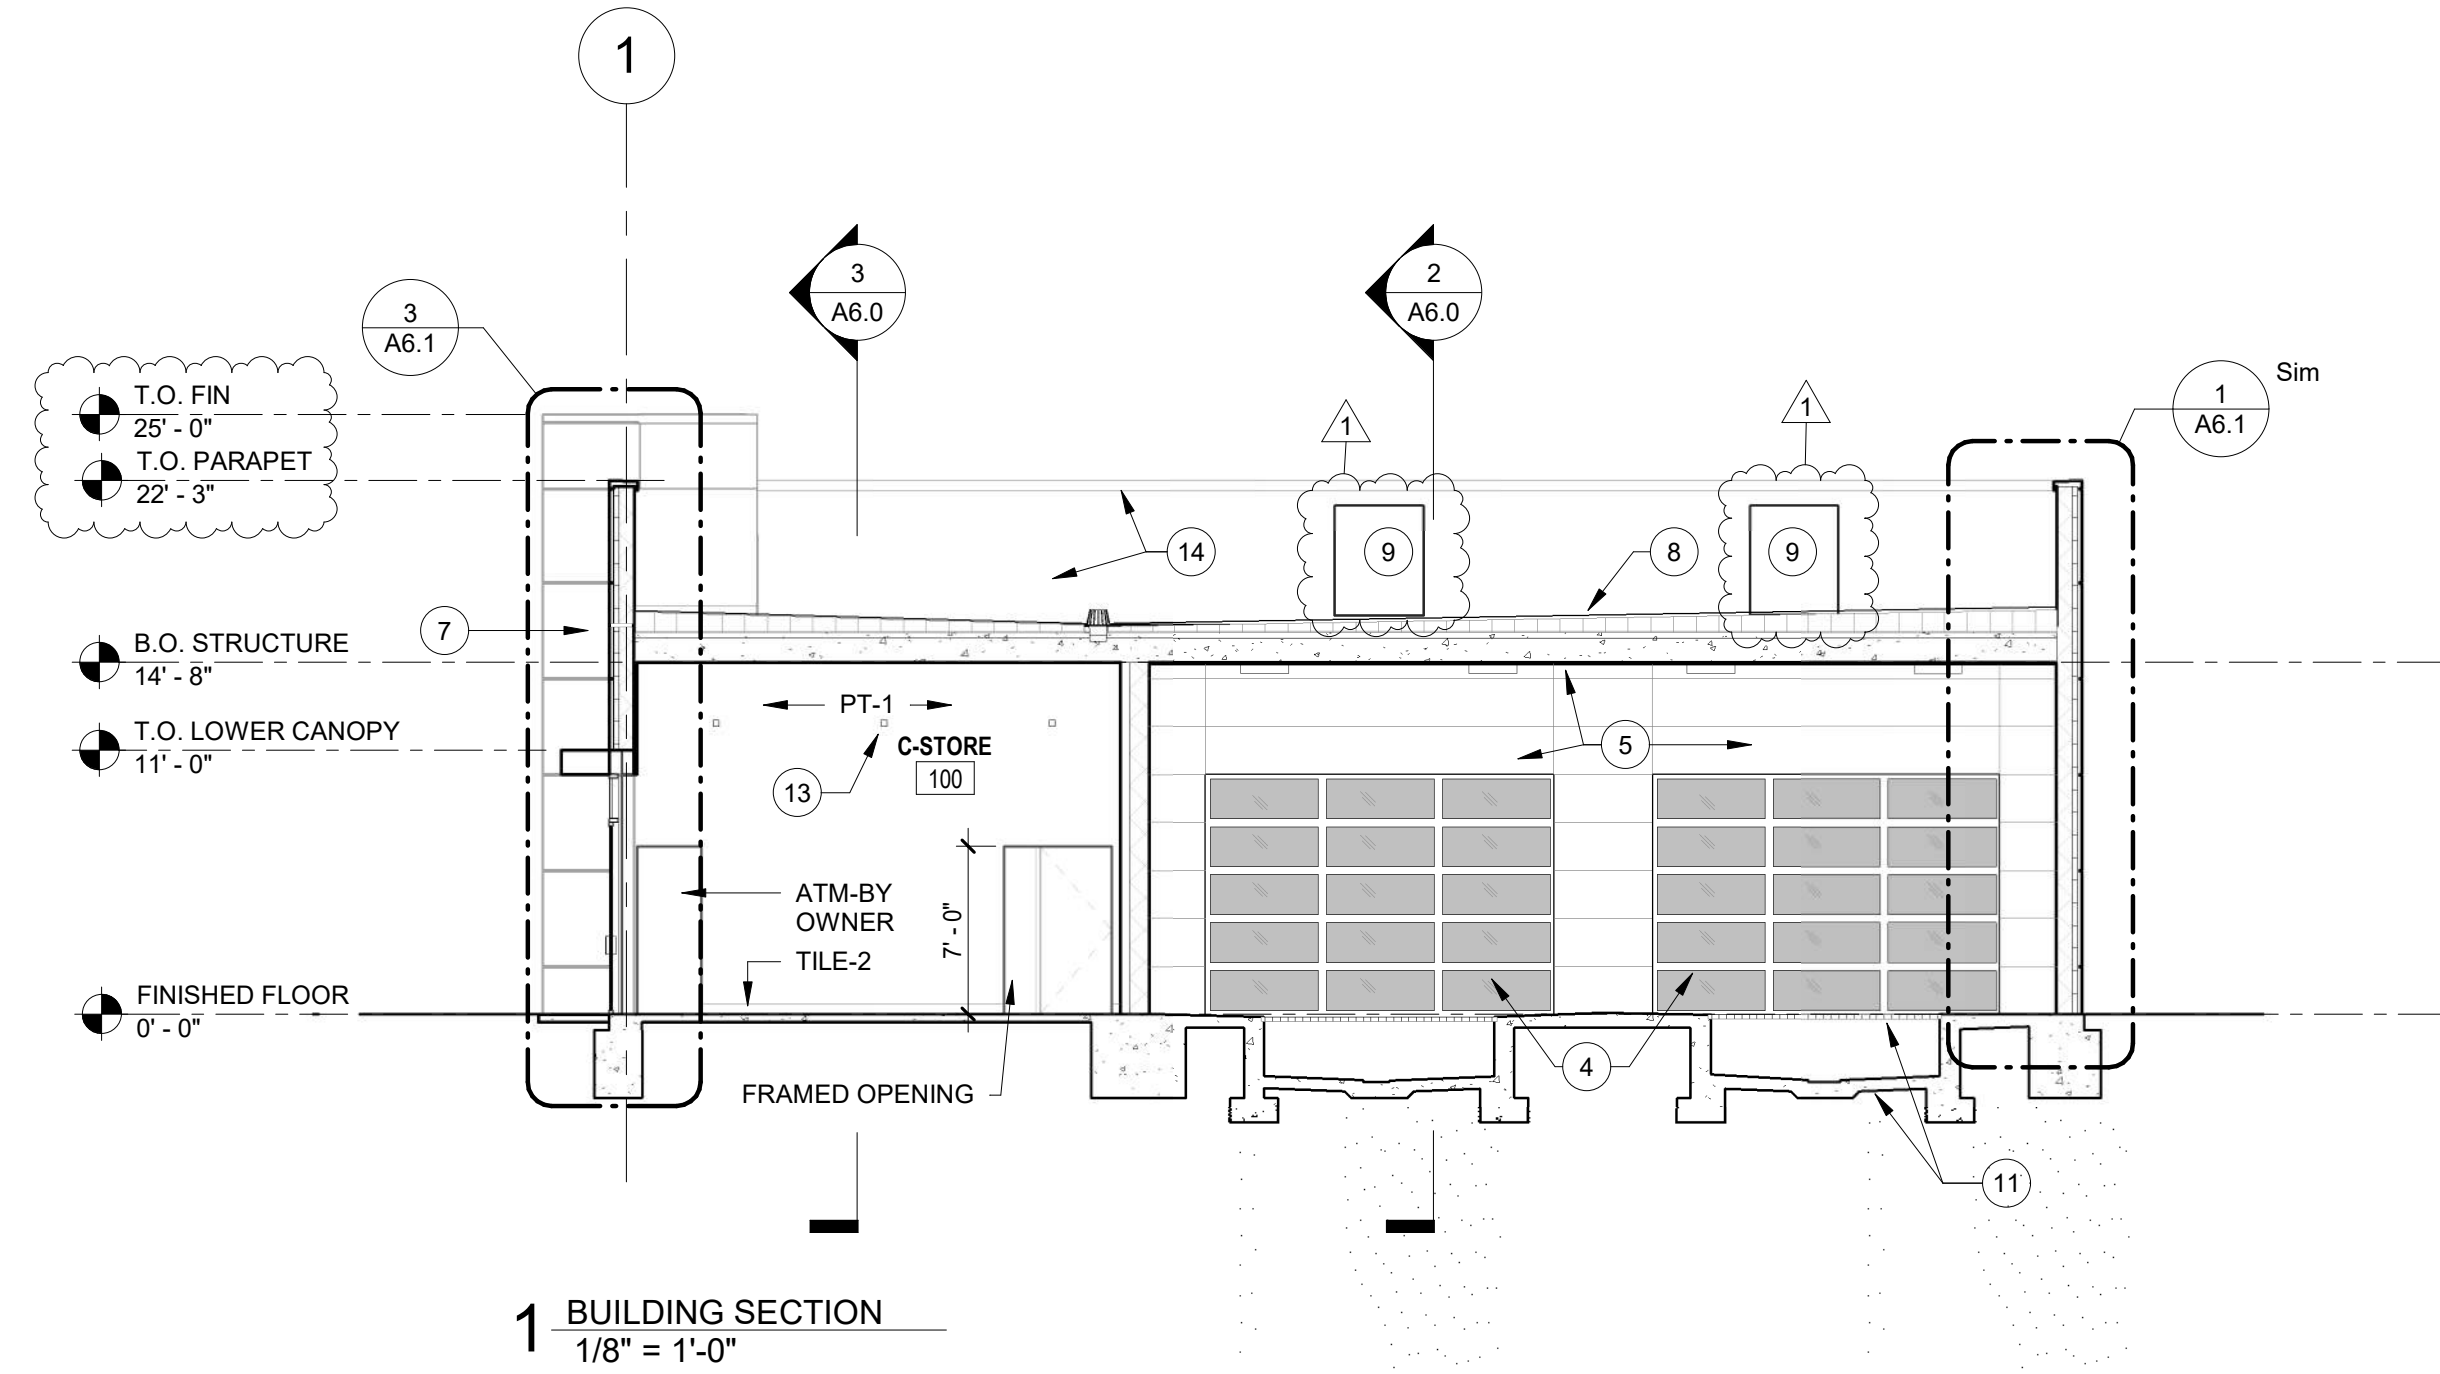 1
3
A6.0
2
A6.0
3
A6.1
1
A6.1
Sim
T.O. FIN
25' - 0"
T.O. PARAPET
22' - 3"
1
1
14
9
8
9
7
B.O. STRUCTURE
14' - 8"
PT-1
T.O. LOWER CANOPY
11' - 0"
C-STORE
100
5
13
ATM-BY
OWNER
7' - 0"
TILE-2
FINISHED FLOOR
0' - 0"
4
FRAMED OPENING
11
1 BUILDING SECTION
1/8" = 1'-0"